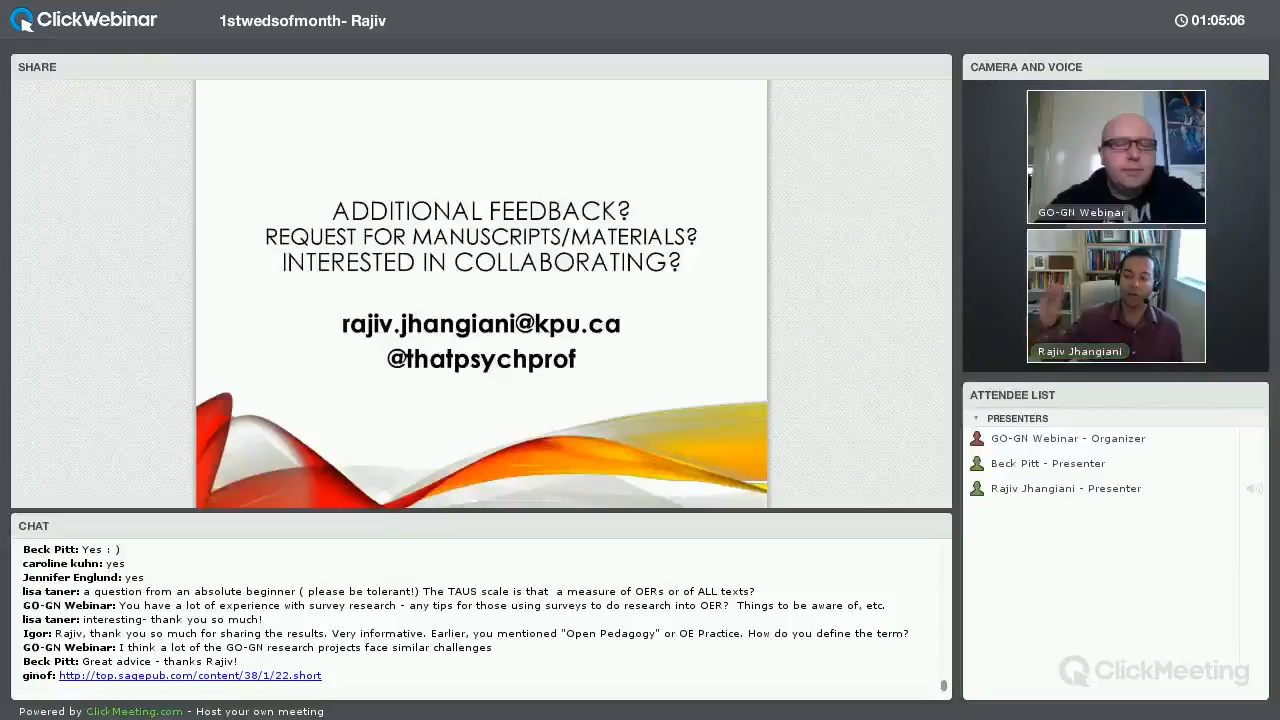 ClickWebinar
1stwedsofmonth- Rajiv
01:05:06
SHARE
ADDITIONAL FEEDBACK?
REQUEST FOR MANUSCRIPTS/MATERIALS?
INTERESTED IN COLLABORATING?
rajiv.jhangiani@kpu.ca
@thatpsychprof
CAMERA AND VOICE
GO-GN Webinar
Rajiv Jhangiani
ATTENDEE LIST
PRESENTERS
GO-GN Webinar - Organizer
Beck Pitt - Presenter
Rajiv Jhangiani - Presenter
CHAT
Beck Pitt: Yes : )
caroline kuhn: yes
Jennifer Englund: yes
lisa taner: a question from an absolute beginner ( please be tolerant!) The TAUS scale is that  a measure of OERs or of ALL texts?
GO-GN Webinar: You have a lot of experience with survey research - any tips for those using surveys to do research into OER?  Things to be aware of, etc.
lisa taner: interesting- thank you so much!
Igor: Rajiv, thank you so much for sharing the results. Very informative. Earlier, you mentioned "Open Pedagogy" or OE Practice. How do you define the term?
GO-GN Webinar: I think a lot of the GO-GN research projects face similar challenges
Beck Pitt: Great advice - thanks Rajiv!
ginof: http://top.sagepub.com/content/38/1/22.short
ClickMeeting
Powered by ClickMeeting.com - Host your own meeting